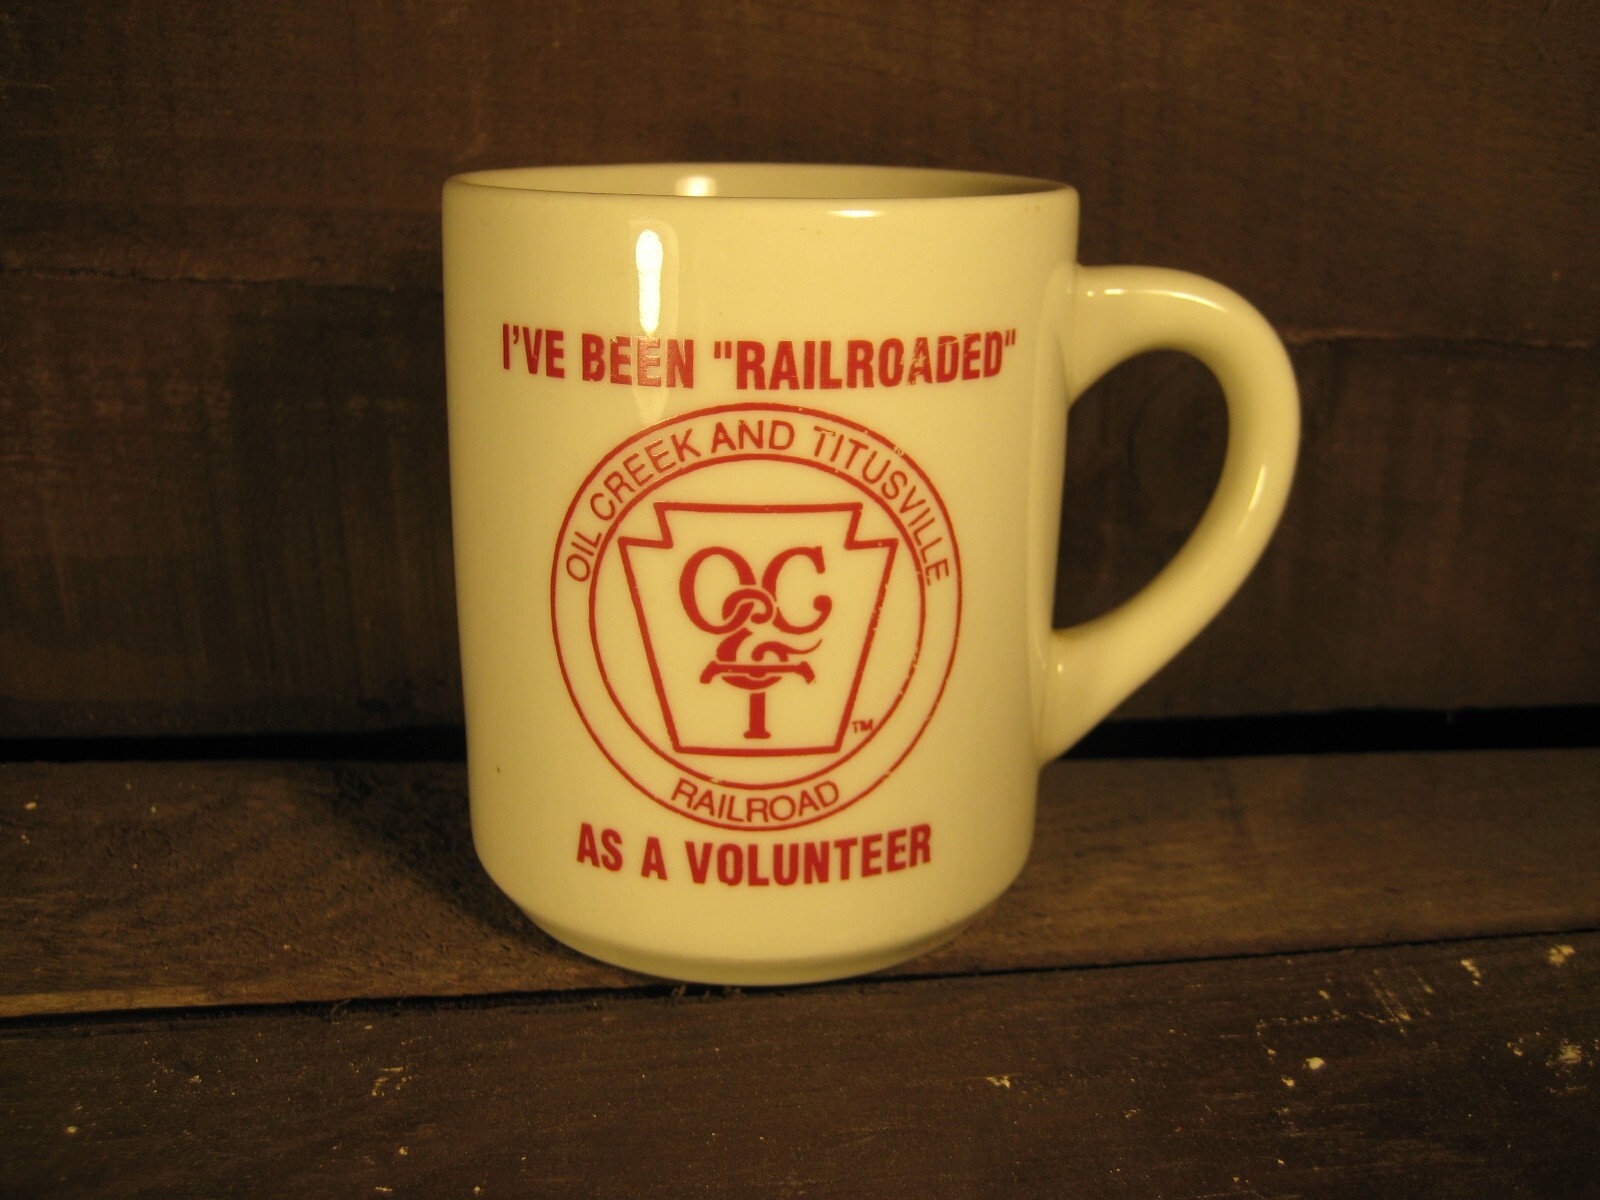 I'VE BEEN "RAILROADED"
OIL CREEK AND TITUSVILLE
OC
&
T
TM
RAILROAD
AS A VOLUNTEER